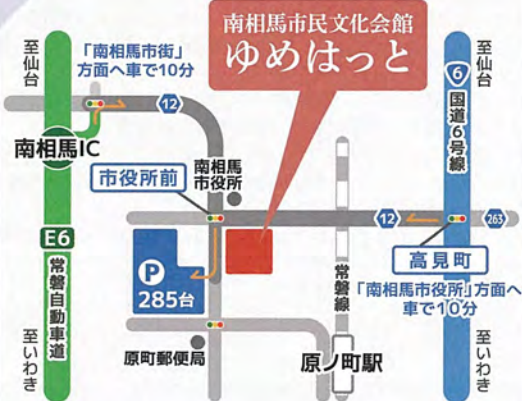 南相馬市民文化会館
ゆめはっと
至仙台
「南相馬市街」
方面へ車で10分
12
南相馬IC
市役所前
南相馬
市役所
至仙台
6
国道6号線
12
263
高見町
「南相馬市役所」方面へ
車で10分
E6
常磐自動車道
P
285台
常磐線
原町郵便局
原ノ町駅
至いわき
至いわき